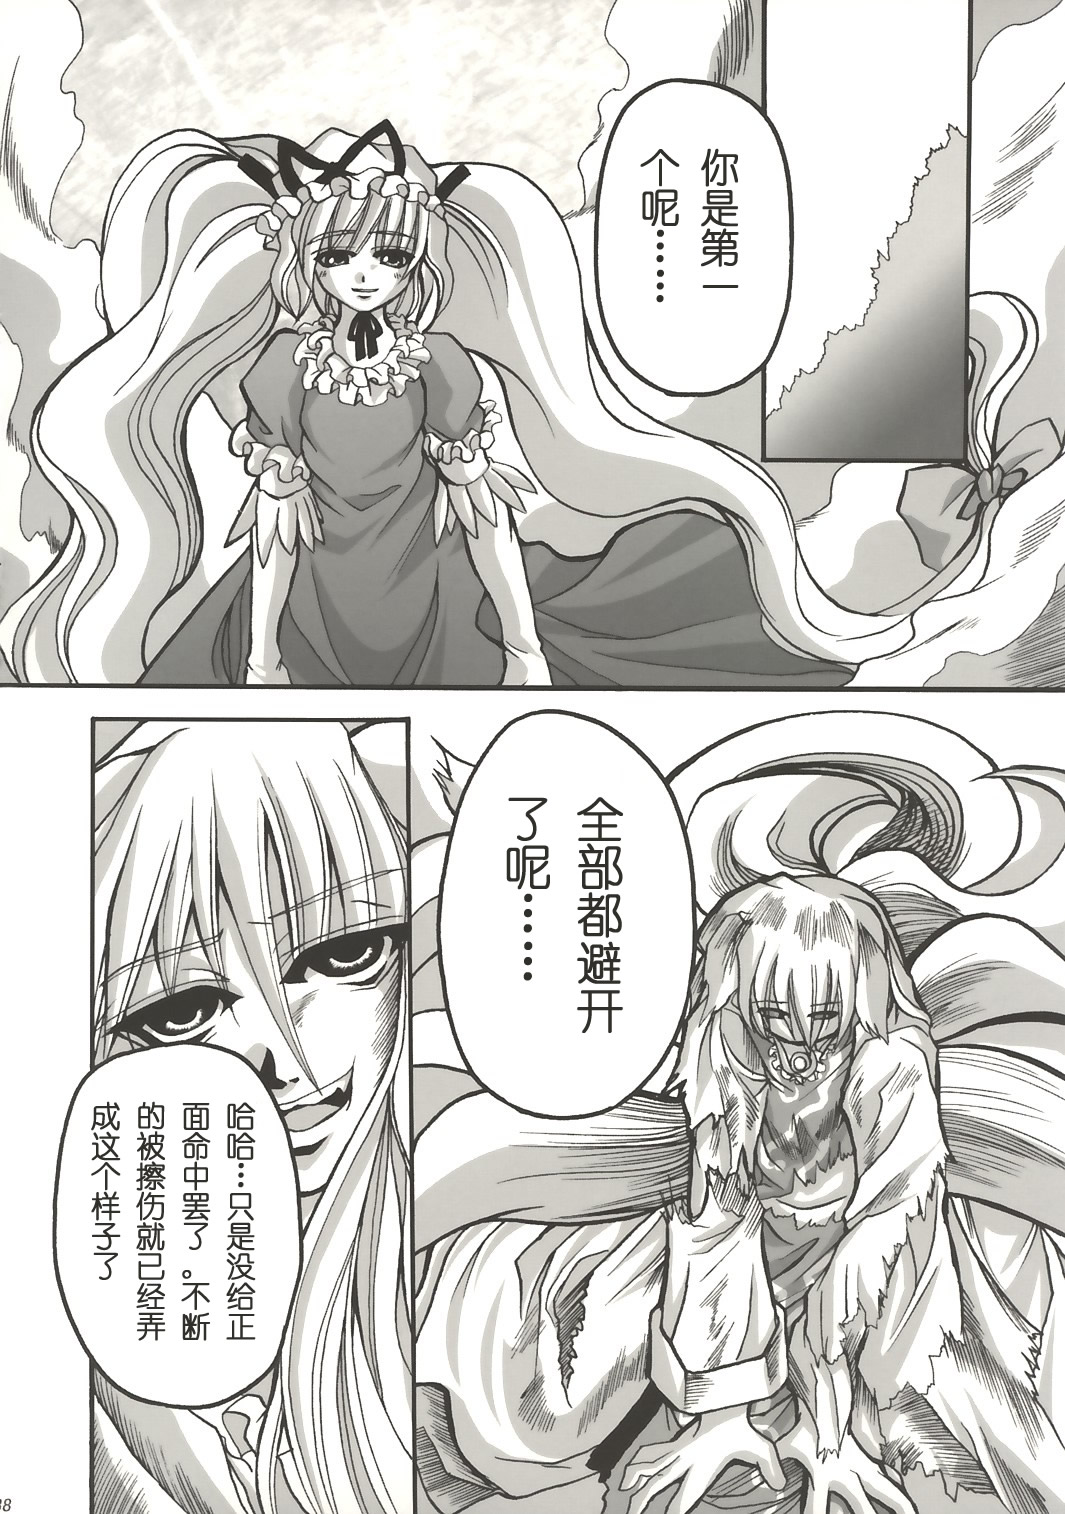 你是第一
个呢……
全部都避开
了呢……
哈哈…只是没给正
面命中罢了。不断
的被擦伤就已经弄
成这个样子了
38